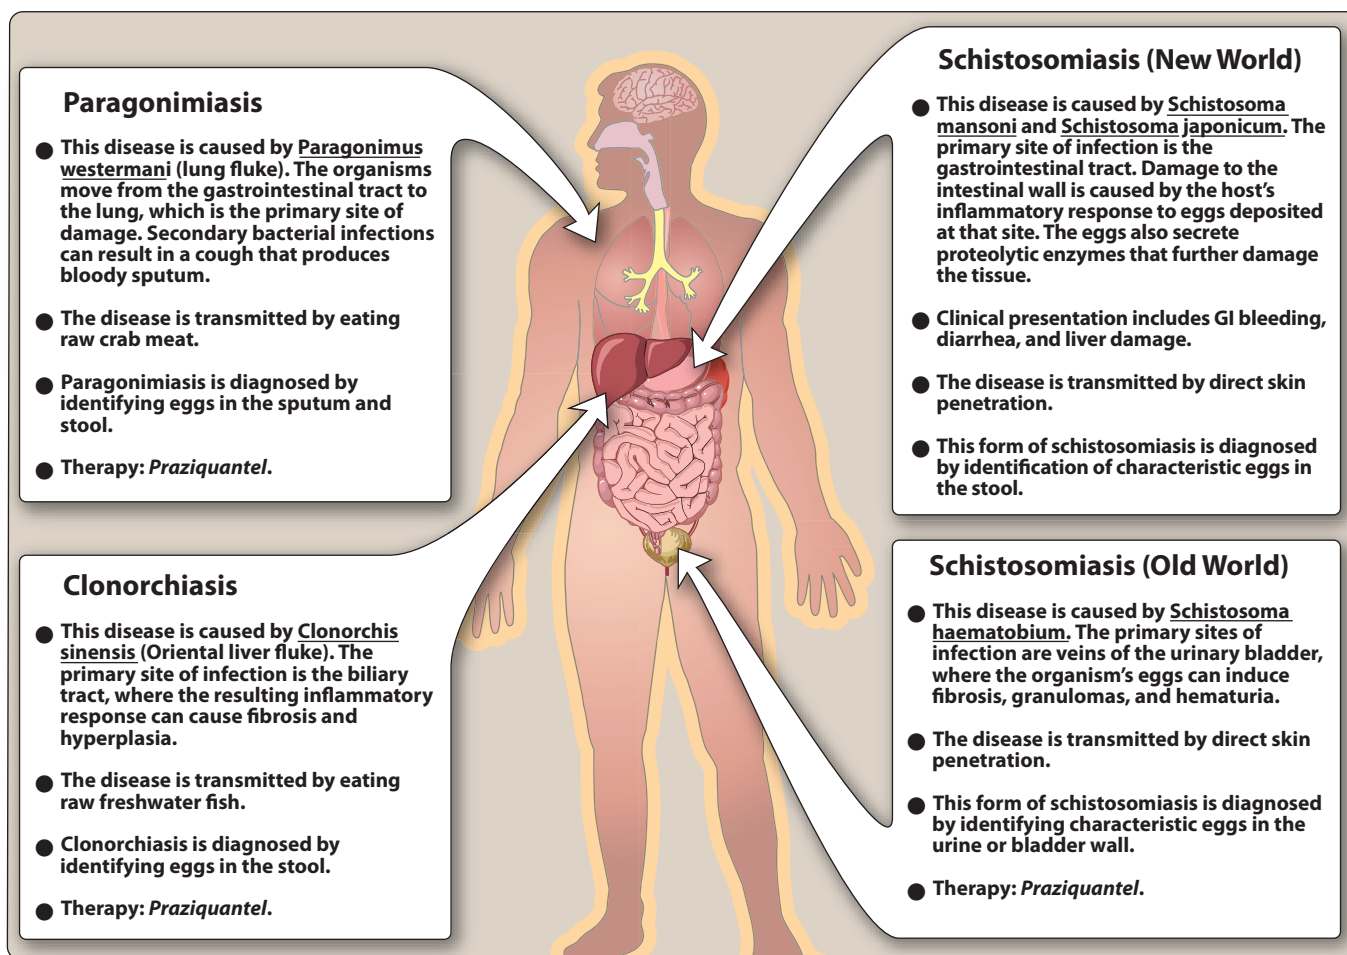 Paragonimiasis
● This disease is caused by Paragonimus
westermani (lung fluke). The organisms
move from the gastrointestinal tract to
the lung, which is the primary site of
damage. Secondary bacterial infections
can result in a cough that produces
bloody sputum.
● The disease is transmitted by eating
raw crab meat.
● Paragonimiasis is diagnosed by
identifying eggs in the sputum and
stool.
● Therapy: Praziquantel.
Clonorchiasis
● This disease is caused by Clonorchis
sinensis (Oriental liver fluke). The
primary site of infection is the biliary
tract, where the resulting inflammatory
response can cause fibrosis and
hyperplasia.
● The disease is transmitted by eating
raw freshwater fish.
● Clonorchiasis is diagnosed by
identifying eggs in the stool.
● Therapy: Praziquantel.
Schistosomiasis (New World)
● This disease is caused by Schistosoma
mansoni and Schistosoma japonicum. The
primary site of infection is the
gastrointestinal tract. Damage to the
intestinal wall is caused by the host's
inflammatory response to eggs deposited
at that site. The eggs also secrete
proteolytic enzymes that further damage
the tissue.
● Clinical presentation includes GI bleeding,
diarrhea, and liver damage.
● The disease is transmitted by direct skin
penetration.
● This form of schistosomiasis is diagnosed
by identification of characteristic eggs in
the stool.
Schistosomiasis (Old World)
● This disease is caused by Schistosoma
haematobium. The primary sites of
infection are veins of the urinary bladder,
where the organism's eggs can induce
fibrosis, granulomas, and hematuria.
● The disease is transmitted by direct skin
penetration.
● This form of schistosomiasis is diagnosed
by identifying characteristic eggs in the
urine or bladder wall.
● Therapy: Praziquantel.